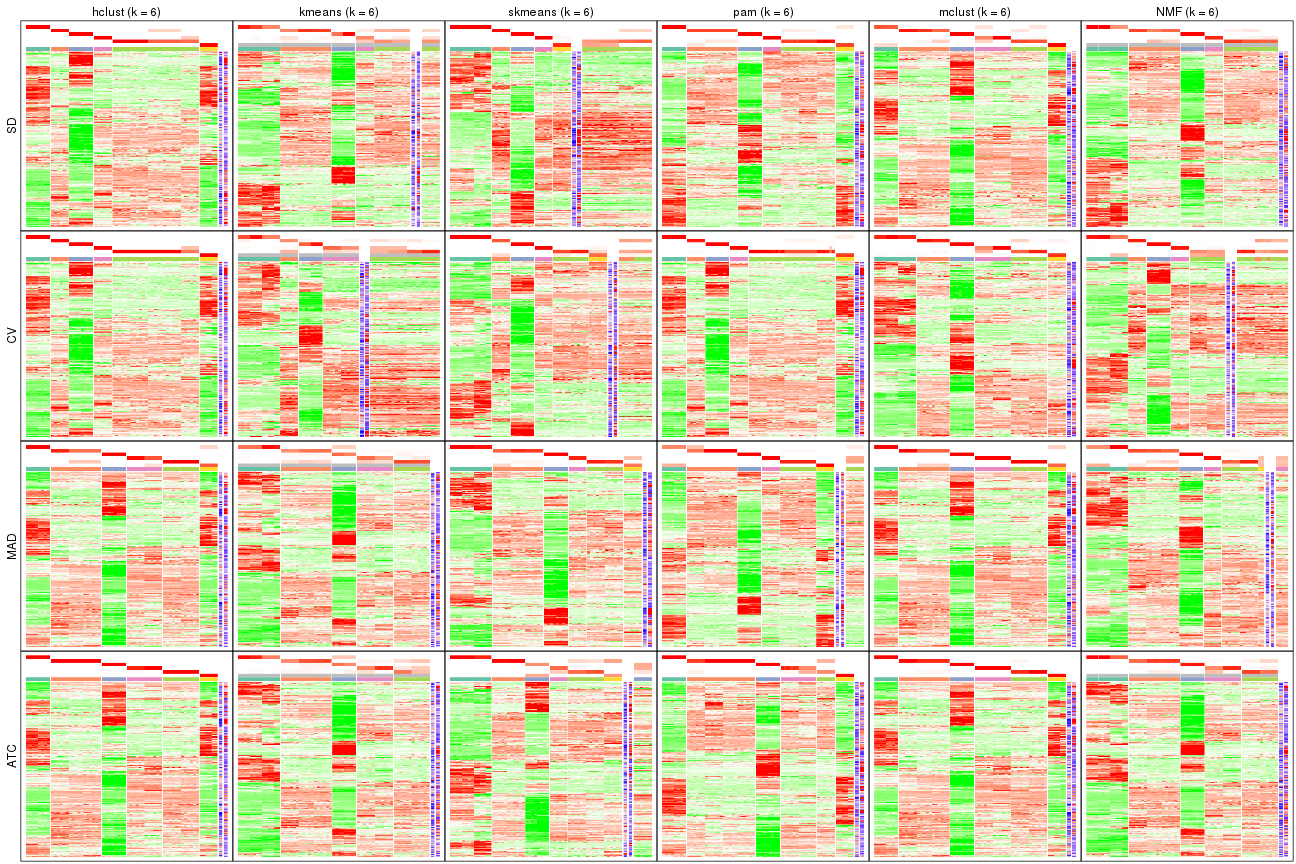 hclust (k = 6)
kmeans (k = 6)
skmeans (k = 6)
pam (k = 6)
mclust (k = 6)
NMF (k = 6)
SD
CV
MAD
ATC